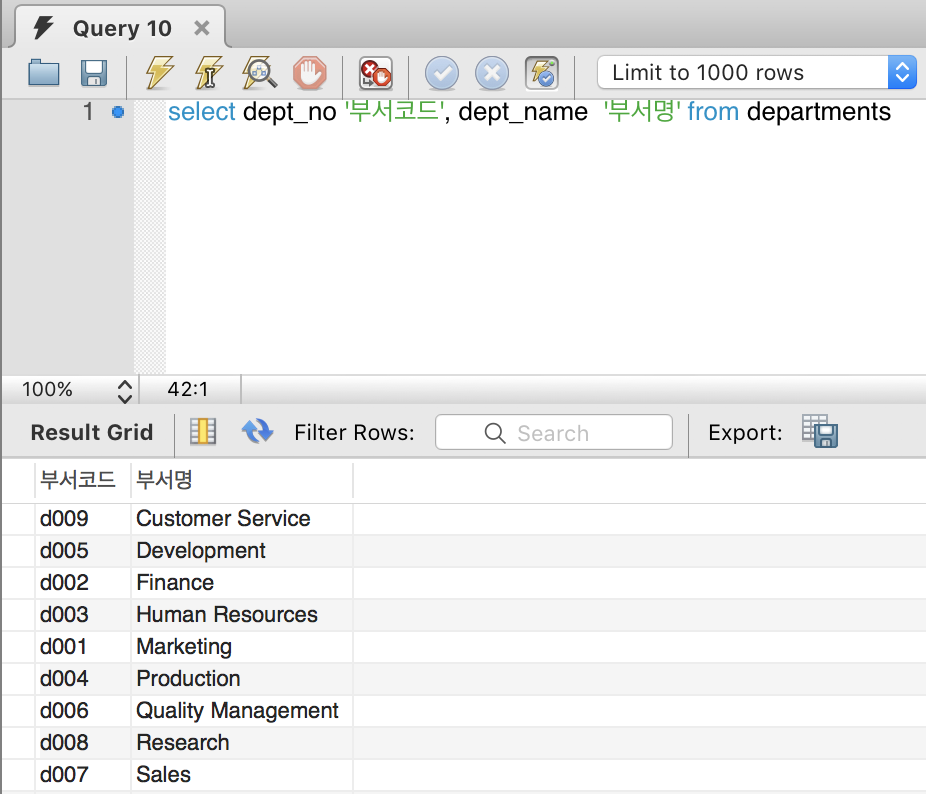 Query 10
Limit to 1000 rows
1 select dept_no '부서코드', dept_name '부서명' from departments
100% 42:1
Result Grid Filter Rows: Search Export:
부서코드 부서명
d009 Customer Service
d005 Development
d002 Finance
d003 Human Resources
d001 Marketing
d004 Production
d006 Quality Management
d008 Research
d007 Sales